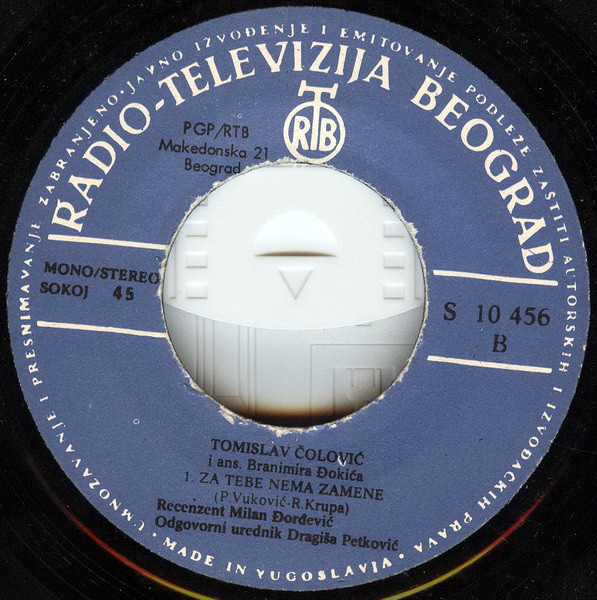 UMNOŽAVANJE I PRESNIMAVANJE ZABRANJENO · JAVNO IZVOĐENJE I EMITOVANJE PODLEŽE ZAŠTITI AUTORSKIH I IZVOĐAČKIH PRAVA ·
RADIO-TELEVIZIJA BEOGRAD
RTB
PGP/RTB
Makedonska 21
Beograd
MONO/STEREO
SOKOJ 45
S 10 456
B
TOMISLAV ČOLOVIĆ
i ans. Branimira Đokića
1. ZA TEBE NEMA ZAMENE
(P.Vuković-R.Krupa)
Recenzent Milan Đorđević
Odgovorni urednik Dragiša Petković
· MADE IN YUGOSLAVIA ·